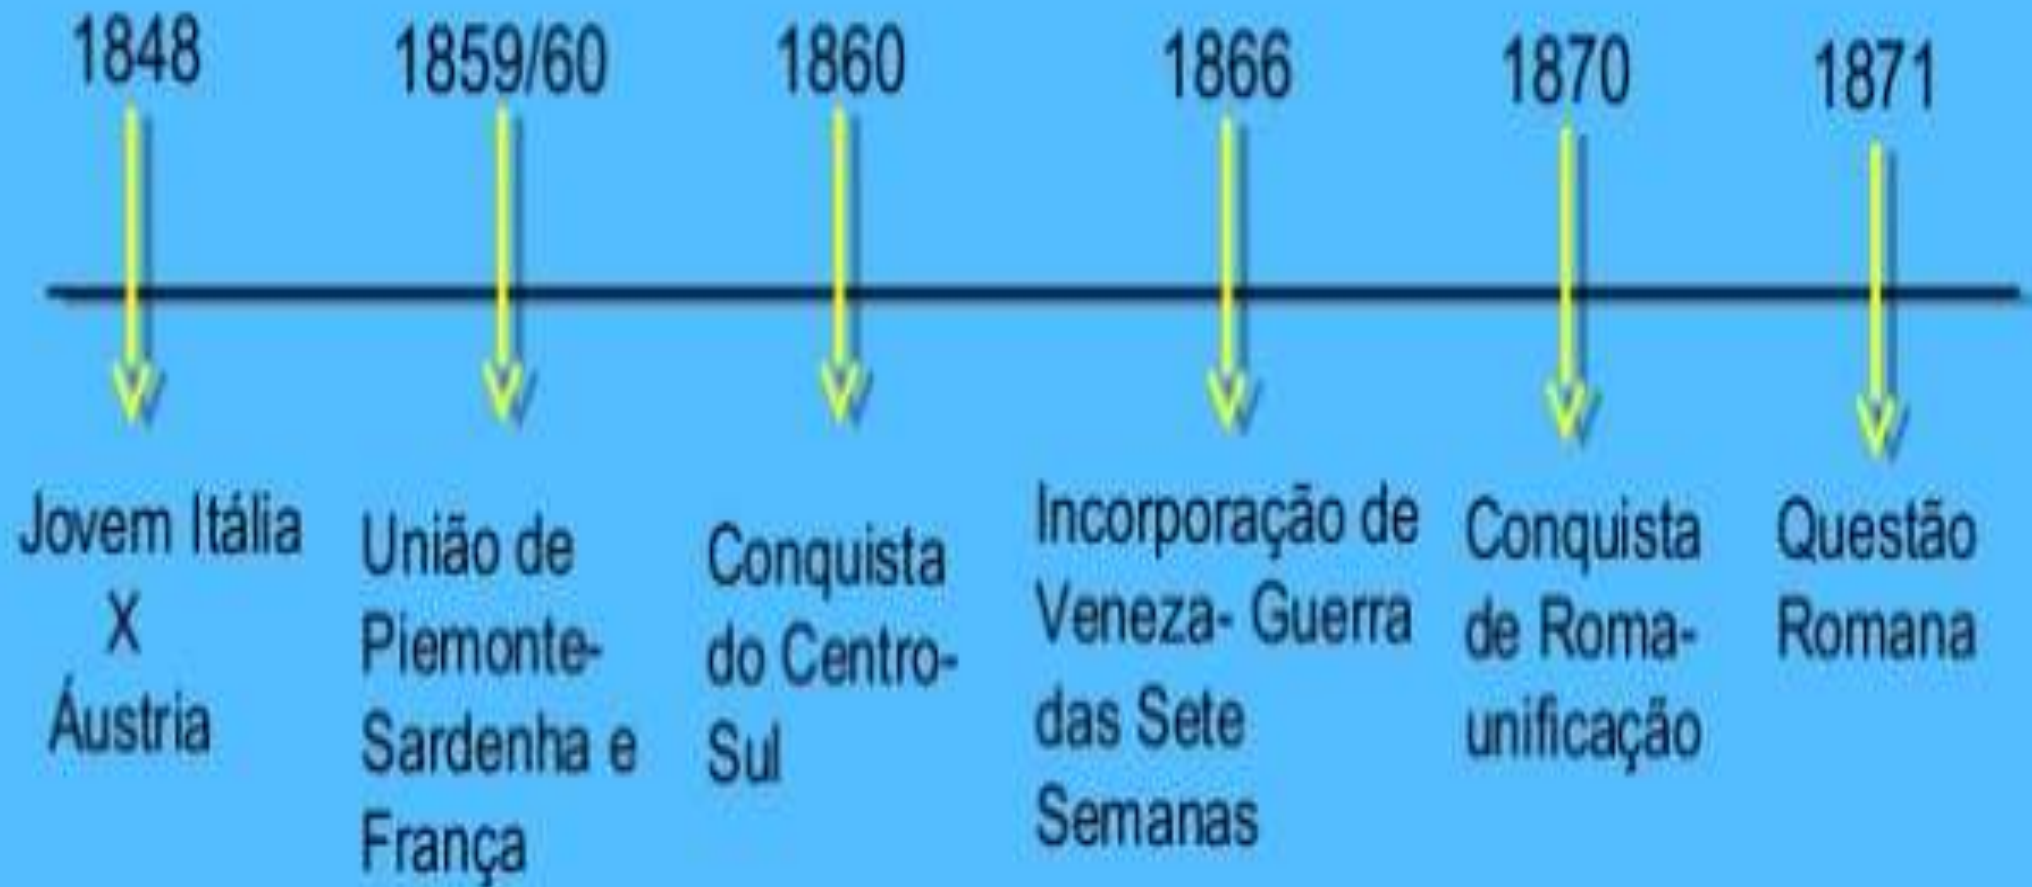 1848
1859/60
1860
1866
1870
1871
Jovem Itália
X
Áustria
União de
Piemonte-
Sardenha e
França
Conquista
do Centro-
Sul
Incorporação de
Veneza- Guerra
das Sete
Semanas
Conquista
de Roma-
unificação
Questão
Romana